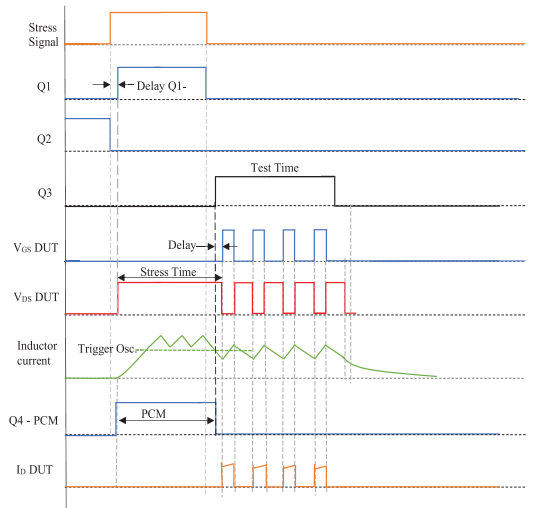 Stress
Signal
Q1
Delay Q1-
Q2
Q3
Test Time
VGS DUT
Delay
Stress Time
VDS DUT
Inductor
current
Trigger Osc.
Q4 - PCM
PCM
ID DUT